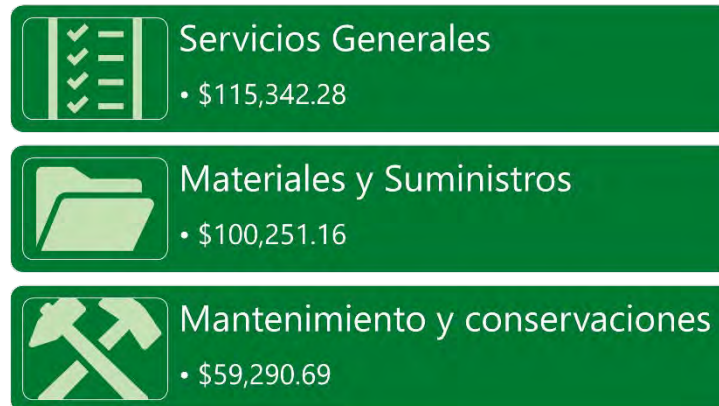 Servicios Generales
• $115,342.28
Materiales y Suministros
• $100,251.16
Mantenimiento y conservaciones
• $59,290.69